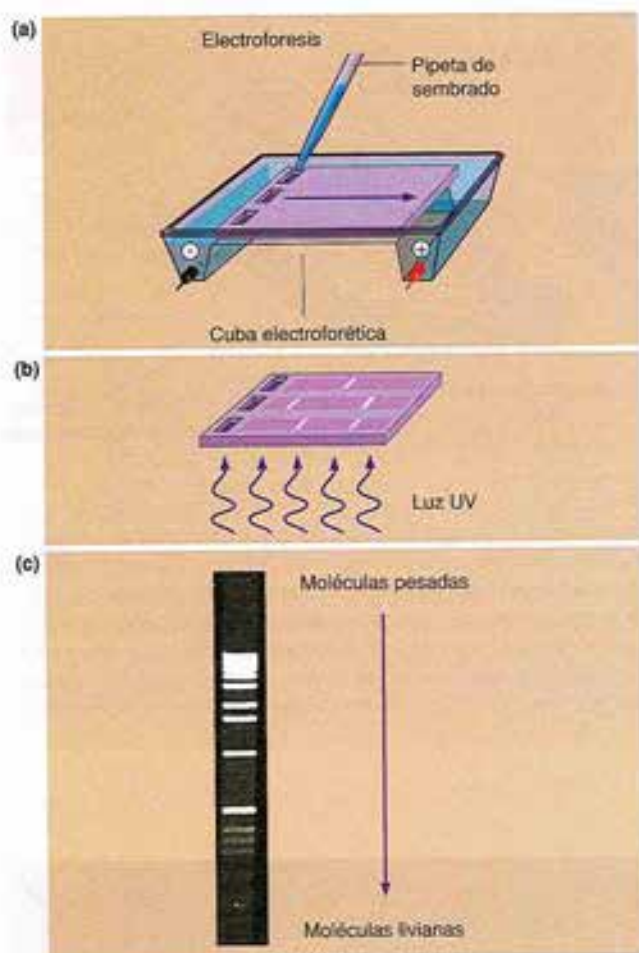 (a)
Electroforesis
Pipeta de
sembrado
-
+
Cuba electroforética
(b)
Luz UV
(c)
Moléculas pesadas
Moléculas livianas